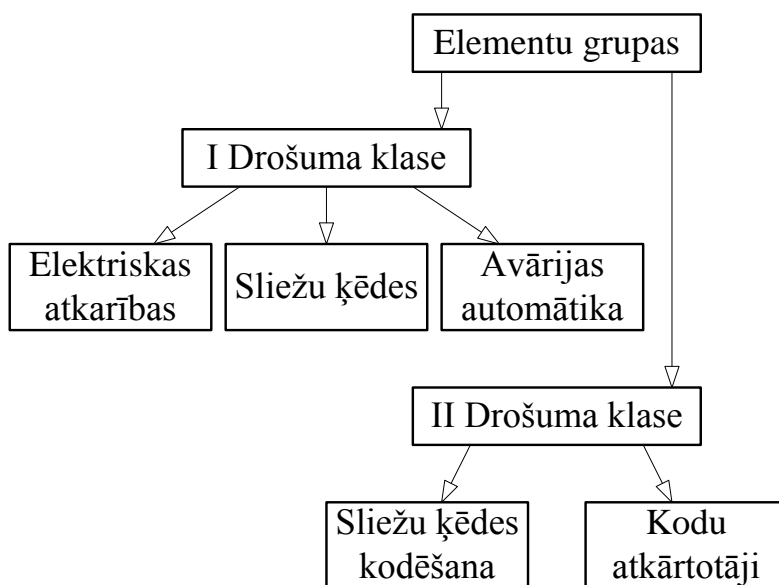 Elementu grupas
I Drošuma klase
Elektriskas
atkarības
Sliežu ķēdes
Avārijas
automātika
II Drošuma klase
Sliežu ķēdes
kodēšana
Kodu
atkārtotāji